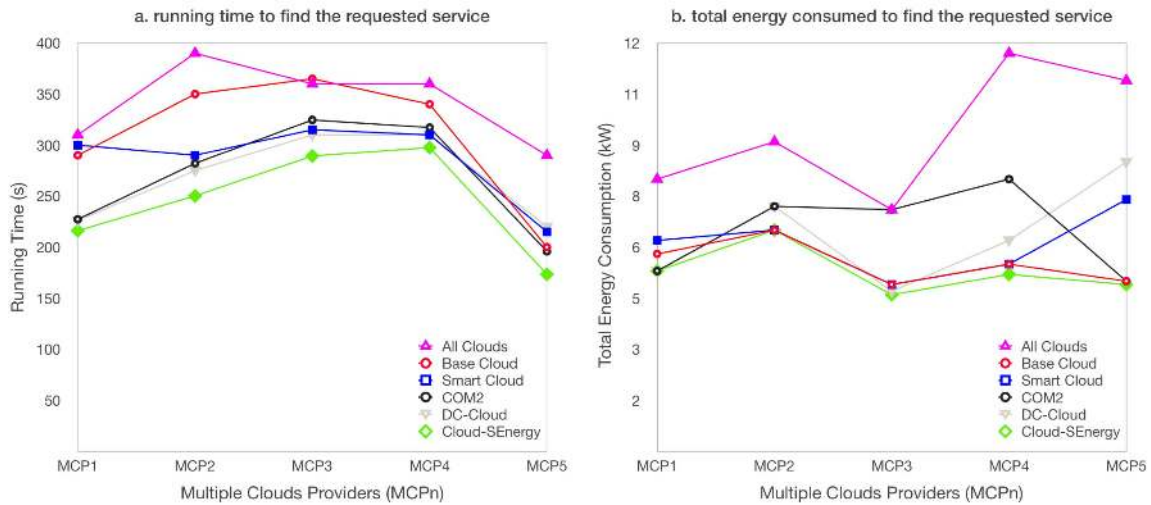 a. running time to find the requested service
400
350
300
250
200
150
100
50
Running Time (s)
All Clouds
Base Cloud
Smart Cloud
COM2
DC-Cloud
Cloud-SEnergy
MCP1 MCP2 MCP3 MCP4 MCP5
Multiple Clouds Providers (MCPn)
b. total energy consumed to find the requested service
12
11
9
8
6
5
3
2
Total Energy Consumption (kW)
All Clouds
Base Cloud
Smart Cloud
COM2
DC-Cloud
Cloud-SEnergy
MCP1 MCP2 MCP3 MCP4 MCP5
Multiple Clouds Providers (MCPn)